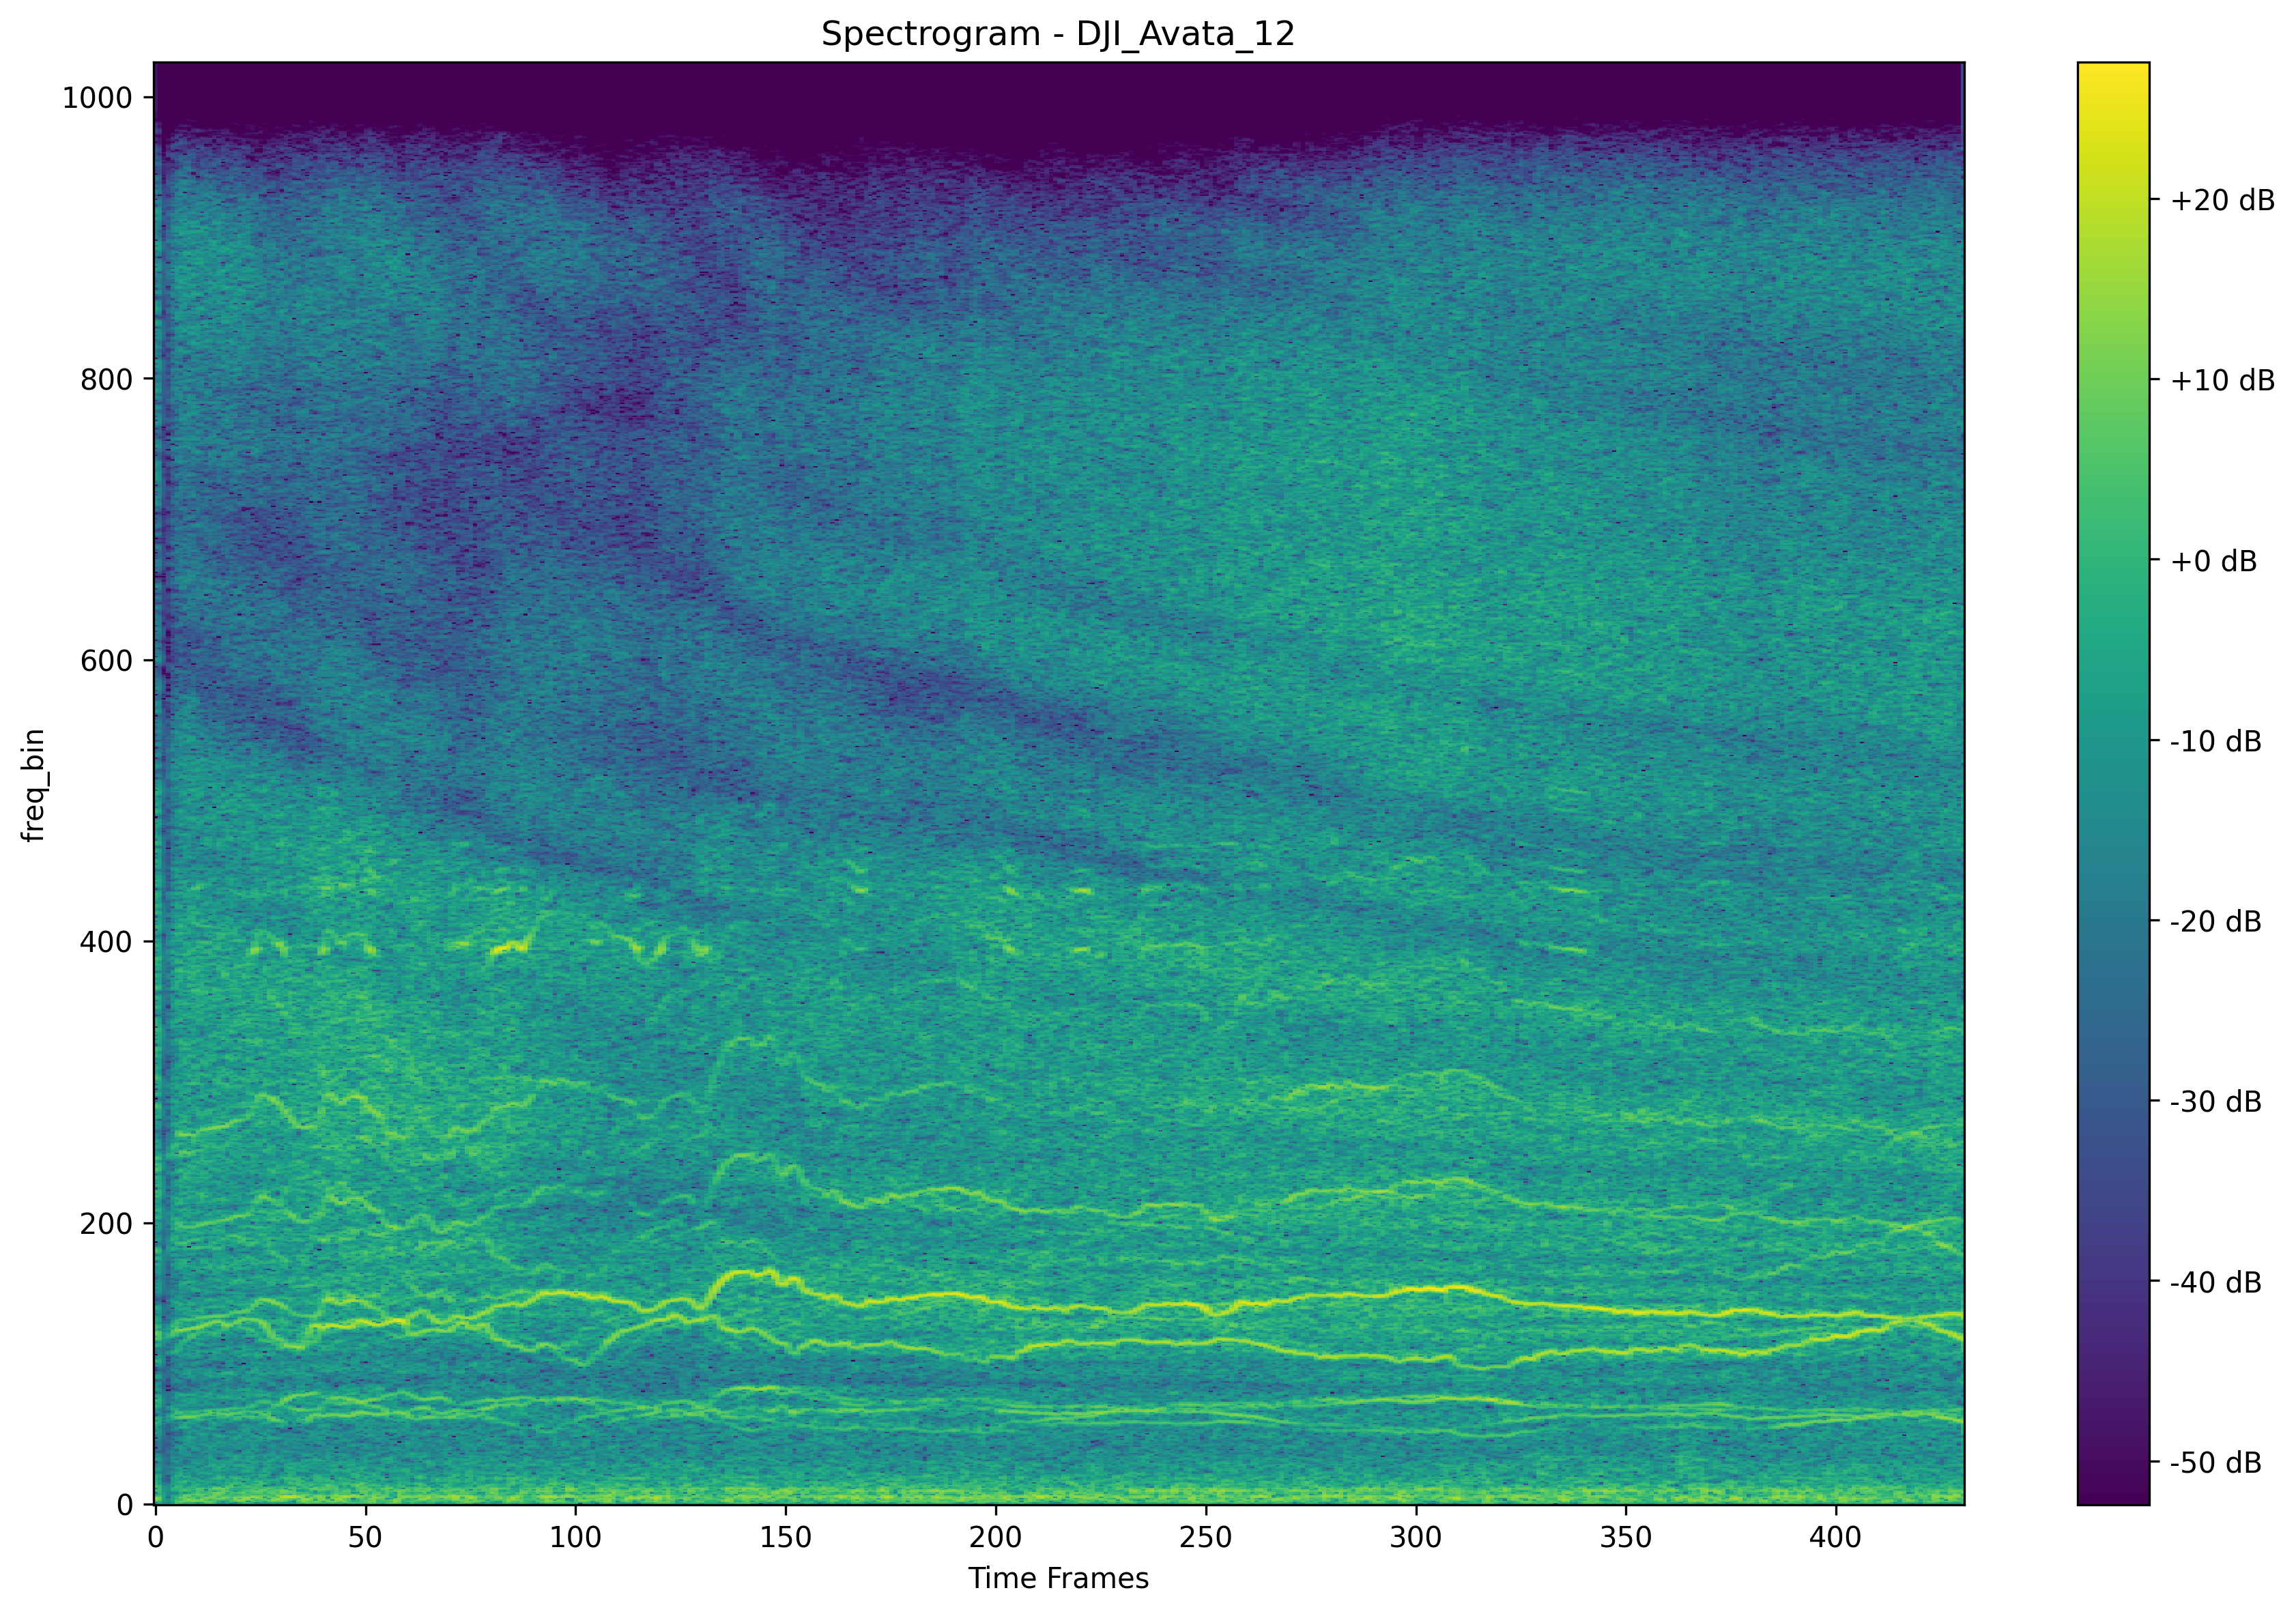 Spectrogram - DJI_Avata_12
1000
800
600
400
200
0
freq_bin
0 50 100 150 200 250 300 350 400
Time Frames
+20 dB
+10 dB
+0 dB
-10 dB
-20 dB
-30 dB
-40 dB
-50 dB